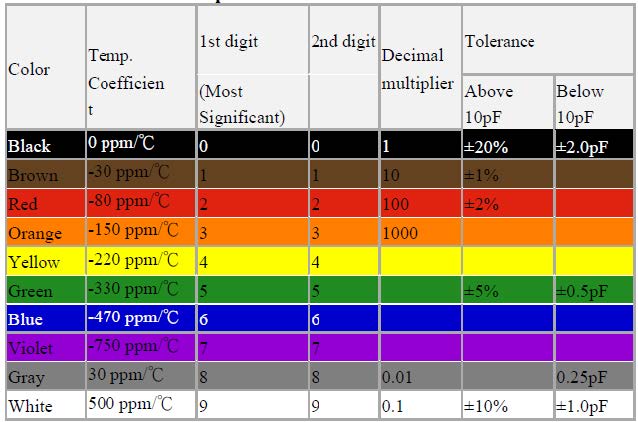 Color Temp. Coefficien t 1st digit (Most Significant) 2nd digit Decimal multiplier Tolerance Above 10pF Below 10pF
Black 0 ppm/℃ 0 0 1 ±20% ±2.0pF
Brown -30 ppm/℃ 1 1 10 ±1%
Red -80 ppm/℃ 2 2 100 ±2%
Orange -150 ppm/℃ 3 3 1000
Yellow -220 ppm/℃ 4 4
Green -330 ppm/℃ 5 5 ±5% ±0.5pF
Blue -470 ppm/℃ 6 6
Violet -750 ppm/℃ 7 7
Gray 30 ppm/℃ 8 8 0.01 0.25pF
White 500 ppm/℃ 9 9 0.1 ±10% ±1.0pF